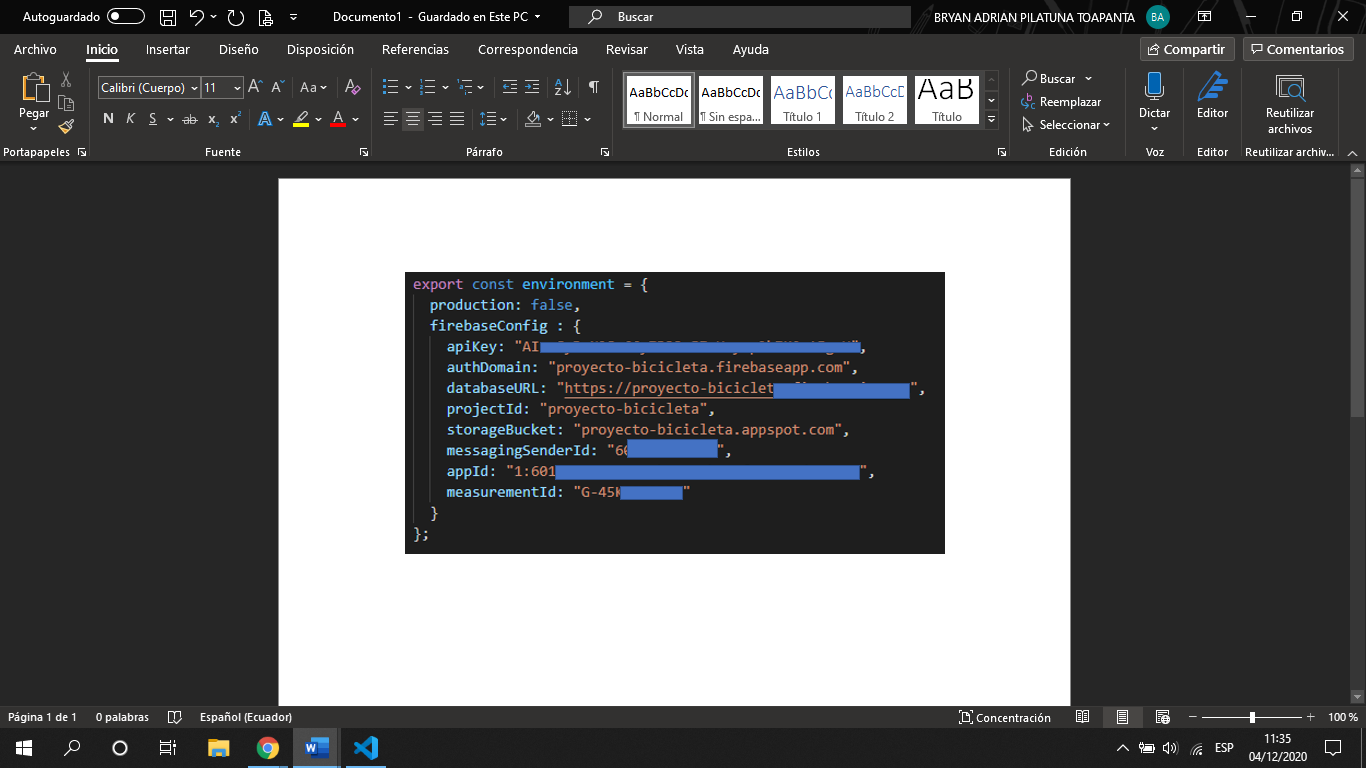 Autoguardado
Documento1 - Guardado en Este PC
Buscar
BRYAN ADRIAN PILATUNA TOAPANTA
BA
Archivo Inicio Insertar Diseño Disposición Referencias Correspondencia Revisar Vista Ayuda
Compartir
Comentarios
Pegar
Portapapeles
Calibri (Cuerpo) 11
A A Aa A
N K S ab x2 x2 A A
Fuente
Párrafo
AaBbCcDc AaBbCcDc AaBbCc AaBbCcD AaB
¶ Normal ¶ Sin espa... Título 1 Título 2 Título
Estilos
Buscar
Reemplazar
Seleccionar
Edición
Dictar
Voz
Editor
Editor
Reutilizar
archivos
Reutilizar archiv...
export const environment = {
production: false,
firebaseConfig : {
apiKey: "AI ",
authDomain: "proyecto-bicicleta.firebaseapp.com",
databaseURL: "https://proyecto-biciclet ",
projectId: "proyecto-bicicleta",
storageBucket: "proyecto-bicicleta.appspot.com",
messagingSenderId: "6 ",
appId: "1:601 ",
measurementId: "G-45 "
}
};
Página 1 de 1 0 palabras Español (Ecuador)
Concentración
100 %
ESP
11:35
04/12/2020